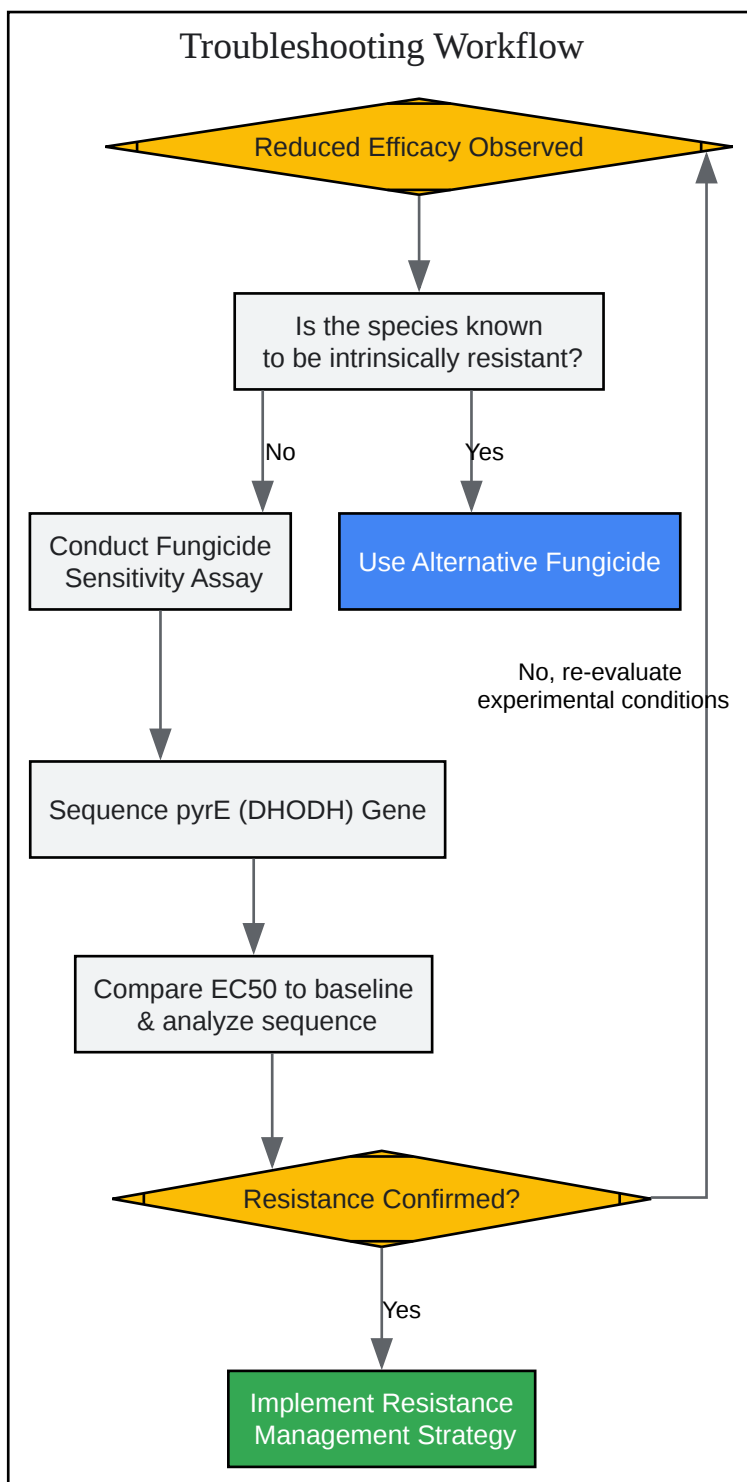 Troubleshooting Workflow
Reduced Efficacy Observed
Is the species known
to be intrinsically resistant?
No
Yes
Conduct Fungicide
Sensitivity Assay
Use Alternative Fungicide
No, re-evaluate
experimental conditions
Sequence pyrE (DHODH) Gene
Compare EC50 to baseline
& analyze sequence
Resistance Confirmed?
Yes
Implement Resistance
Management Strategy